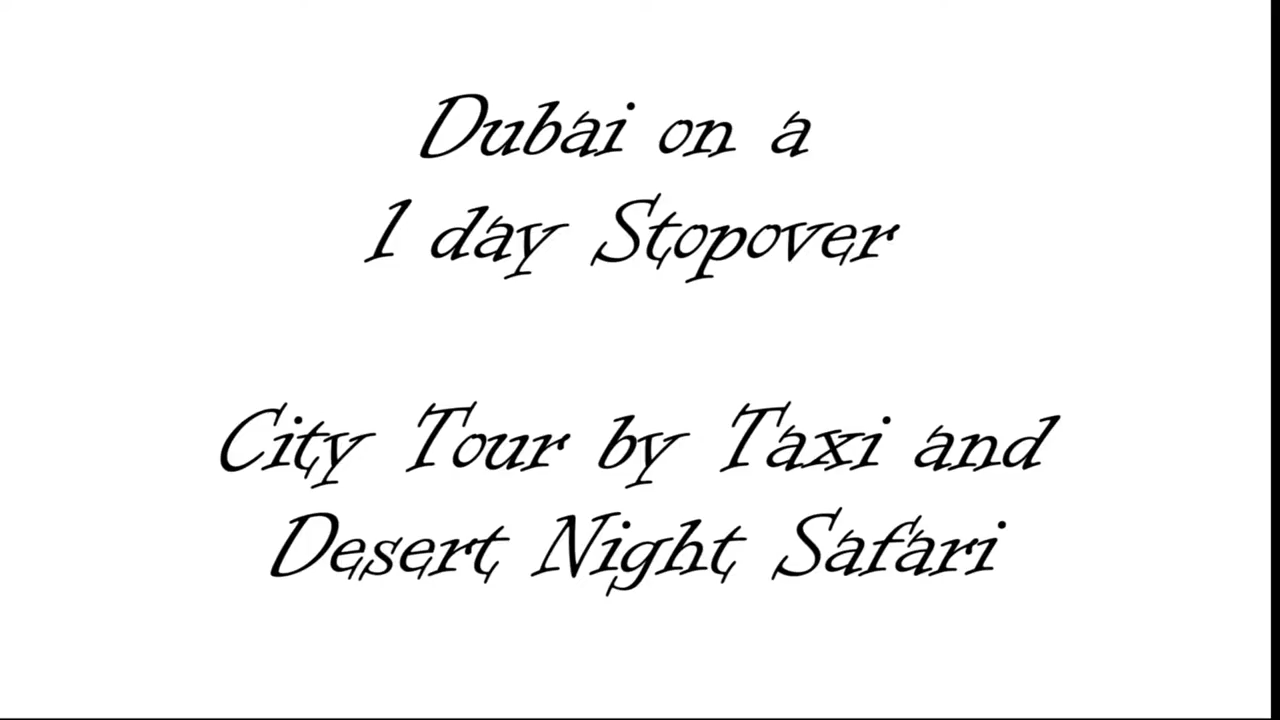 Dubai on a
1 day Stopover
City Tour by Taxi and
Desert Night Safari